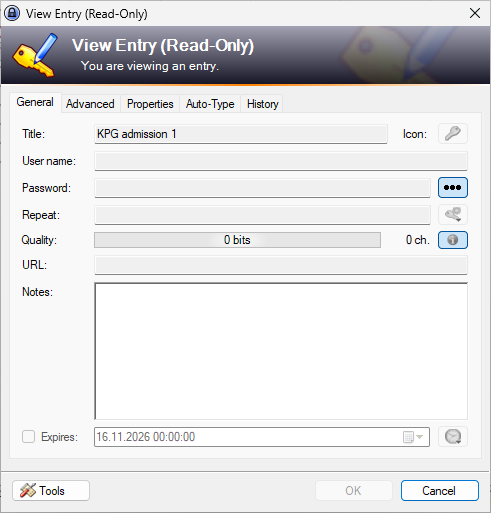 View Entry (Read-Only)
View Entry (Read-Only)
You are viewing an entry.
General Advanced Properties Auto-Type History
Title: KPG admission 1 Icon:
User name:
Password:
Repeat:
Quality: 0 bits 0 ch.
URL:
Notes:
Expires: 16.11.2026 00:00:00
Tools OK Cancel